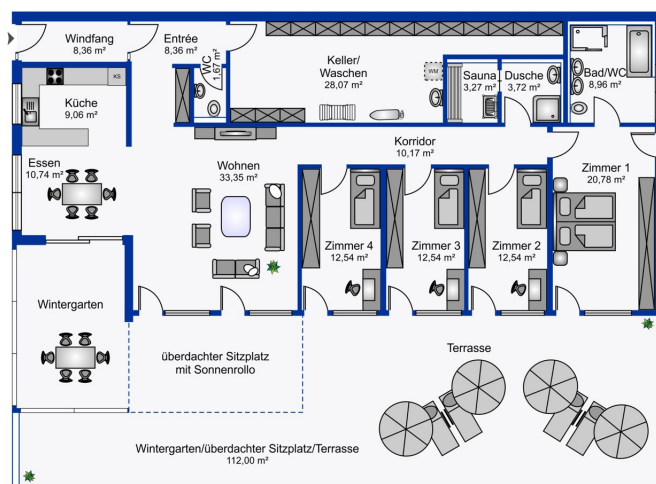 Windfang
8,36 m²
Entrée
8,36 m²
WC
1,67 m²
Keller/
Waschen
28,07 m²
WM
Sauna
3,27 m²
Dusche
3,72 m²
Bad/WC
8,96 m²
KS
Küche
9,06 m²
Essen
10,74 m²
Wohnen
33,35 m²
Korridor
10,17 m²
Zimmer 1
20,78 m²
Zimmer 4
12,54 m²
Zimmer 3
12,54 m²
Zimmer 2
12,54 m²
Wintergarten
überdachter Sitzplatz
mit Sonnenrollo
Terrasse
Wintergarten/überdachter Sitzplatz/Terrasse
112,00 m²